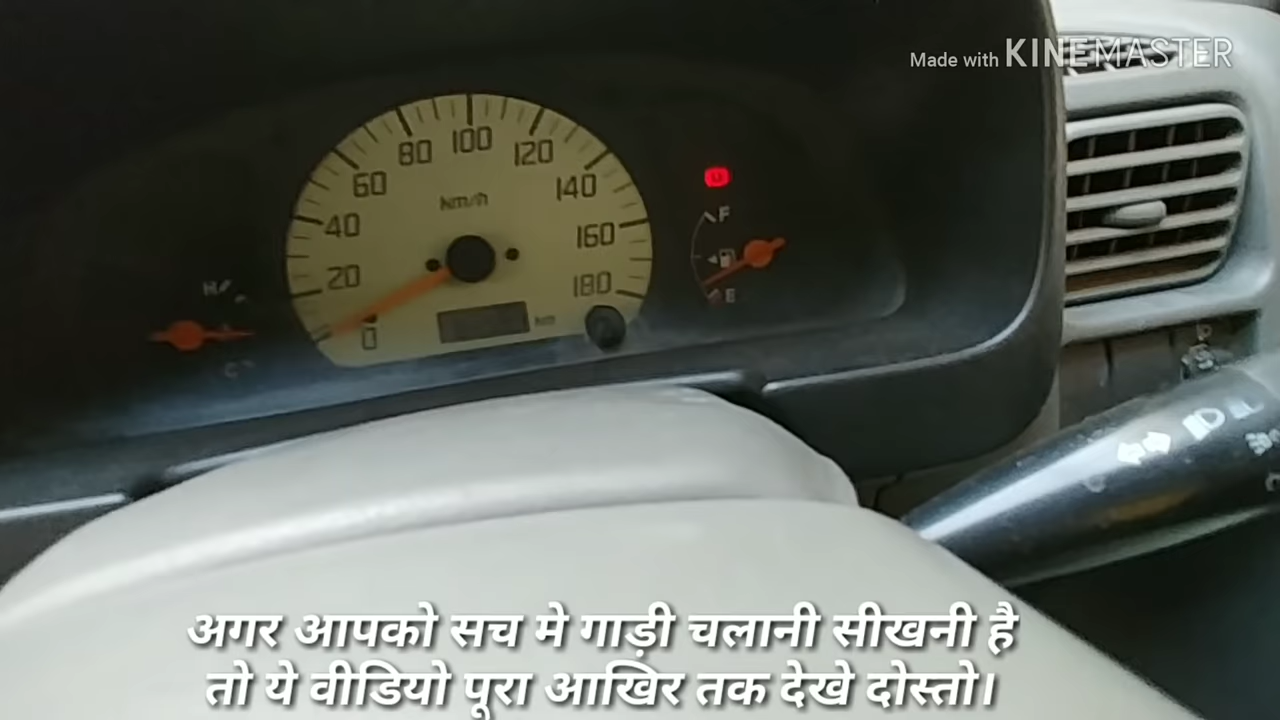 Made with KINEMASTER
80 100 120
60 140
km/h
40 160
20 180
0 km
H
C
F
E
अगर आपको सच मे गाड़ी चलानी सीखनी है
तो ये वीडियो पूरा आखिर तक देखे दोस्तो।